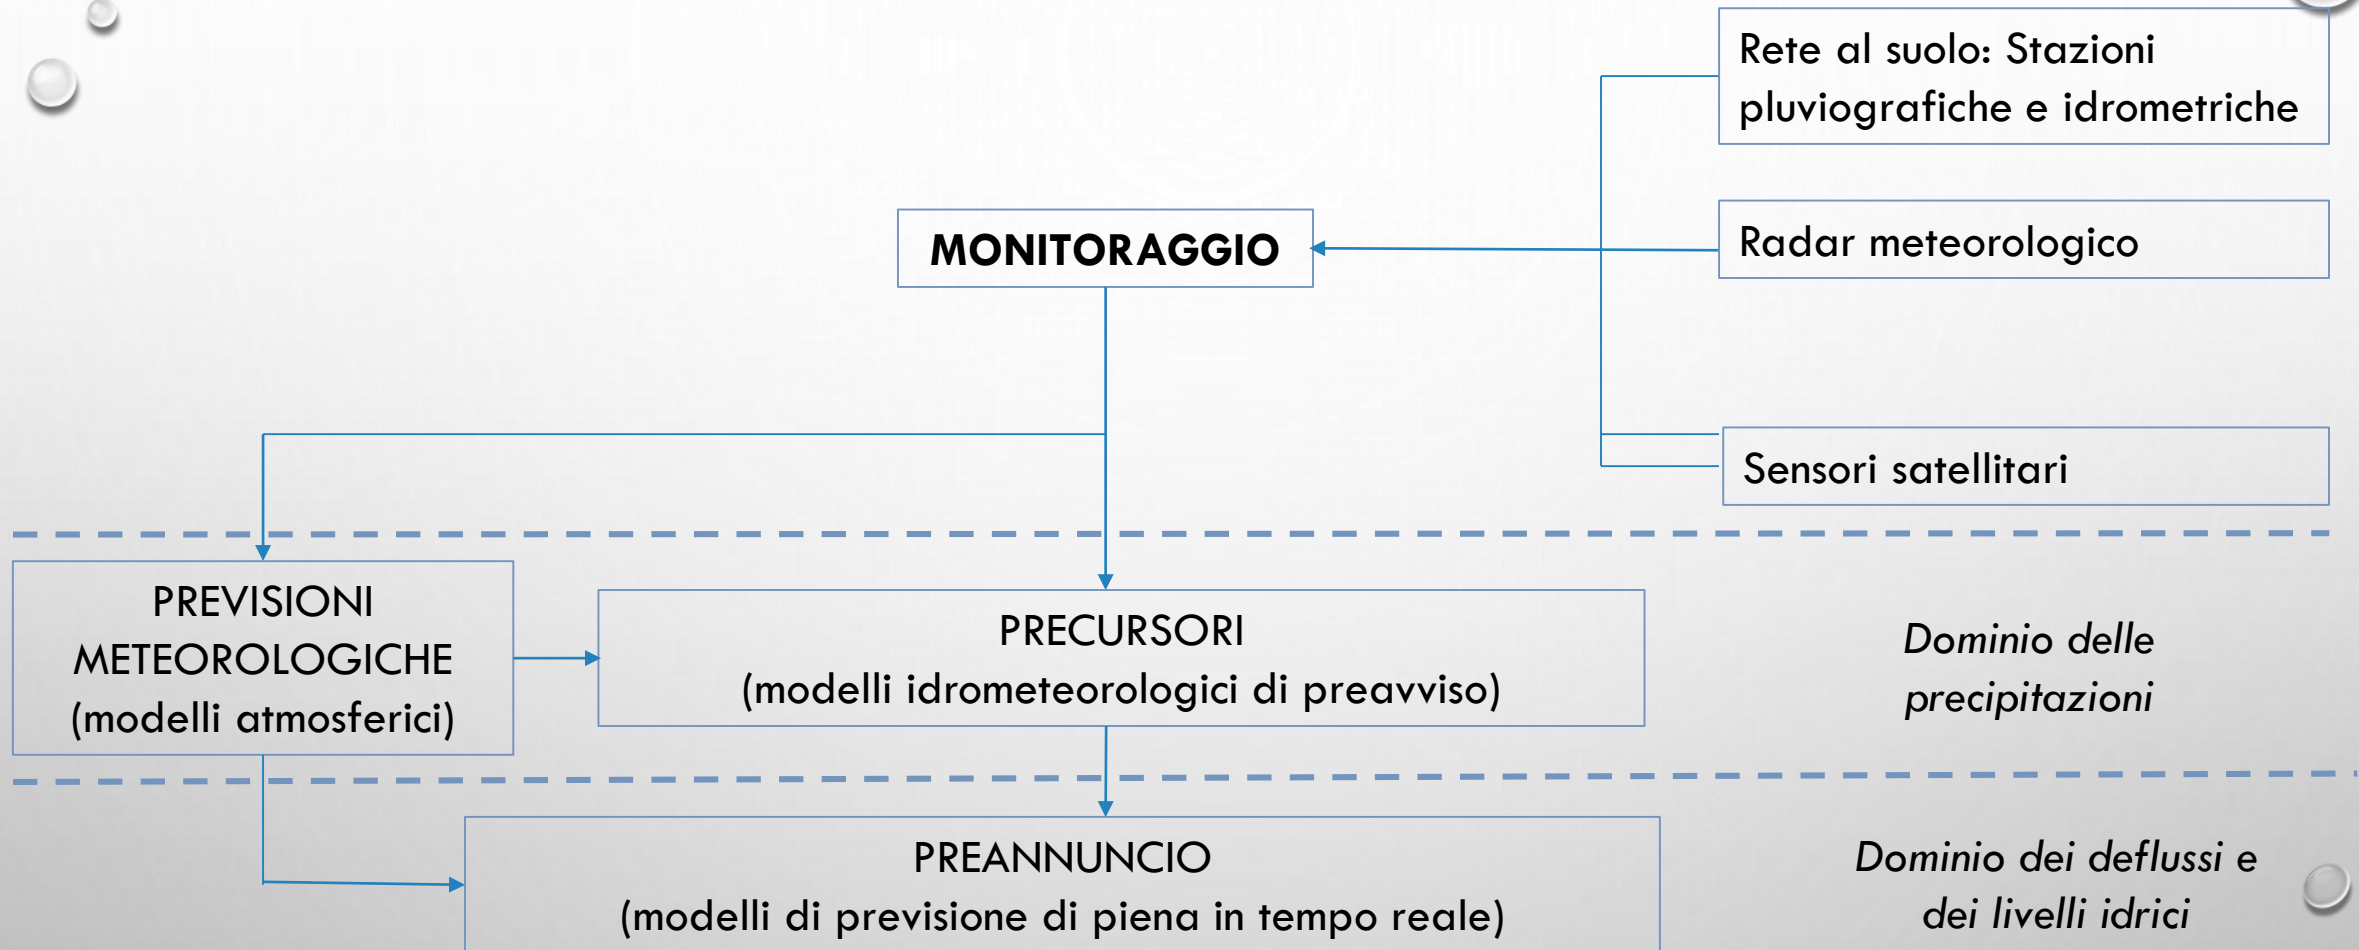 Rete al suolo: Stazioni
pluviografiche e idrometriche
MONITORAGGIO
Radar meteorologico
Sensori satellitari
PREVISIONI
METEOROLOGICHE
(modelli atmosferici)
PRECURSORI
(modelli idrometeorologici di preavviso)
Dominio delle
precipitazioni
PREANNUNCIO
(modelli di previsione di piena in tempo reale)
Dominio dei deflussi e
dei livelli idrici